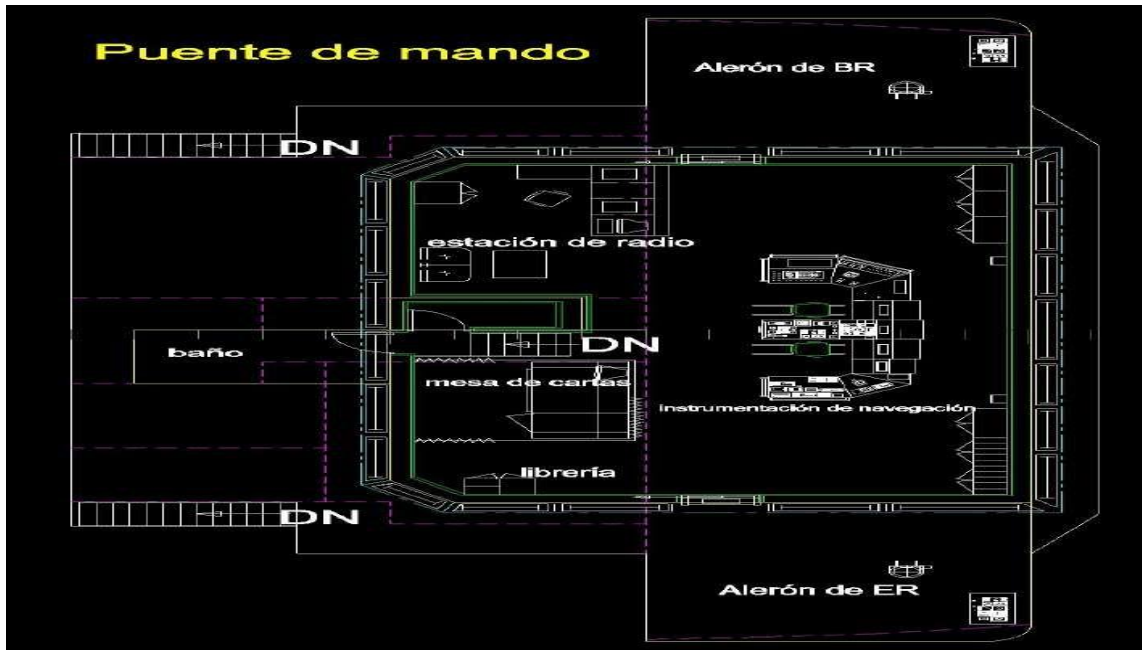 Puente de mando
Alerón de BR
DN
estación de radio
DN
baño
mesa de cartas
instrumentación de navegación
librería
DN
Alerón de ER